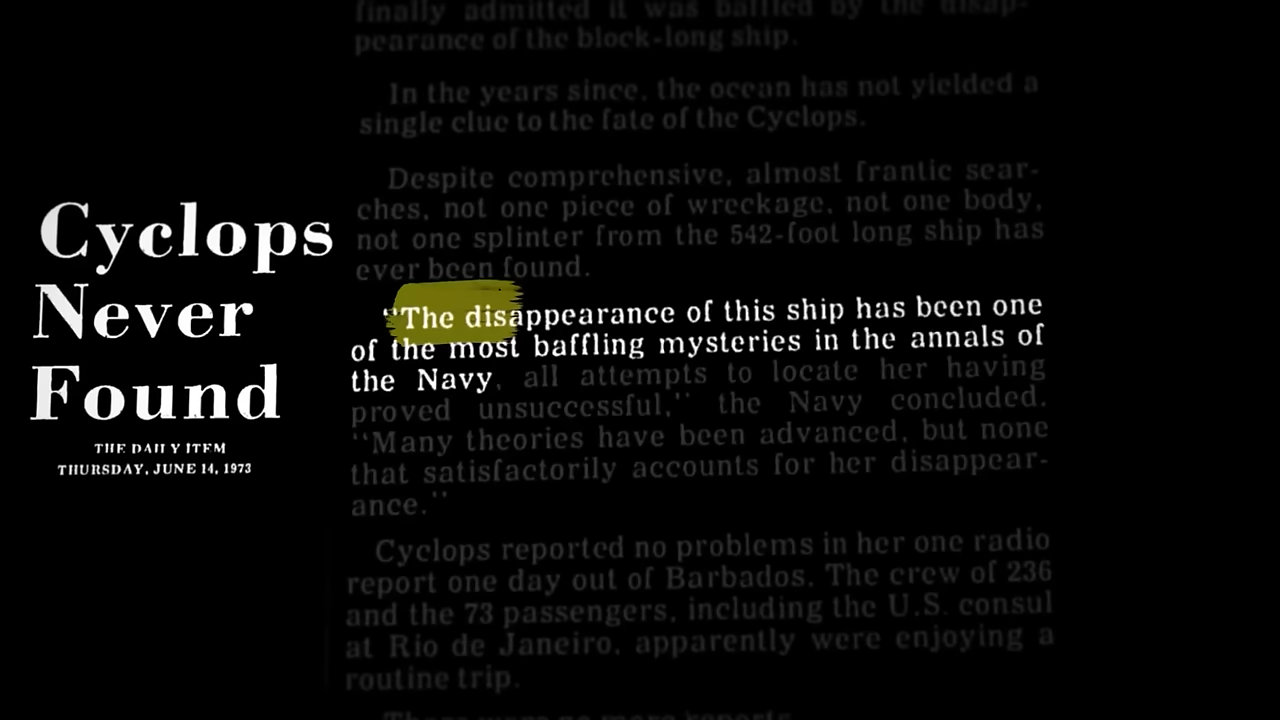 Cyclops
Never
Found
THE DAILY ITEM
THURSDAY, JUNE 14, 1973
finally admitted it was baffled by the disap-
pearance of the block-long ship.
In the years since, the ocean has not yielded a
single clue to the fate of the Cyclops.
Despite comprehensive, almost frantic sear-
ches, not one piece of wreckage, not one body,
not one splinter from the 542-foot long ship has
ever been found.
"The disappearance of this ship has been one
of the most baffling mysteries in the annals of
the Navy, all attempts to locate her having
proved unsuccessful,'' the Navy concluded.
''Many theories have been advanced, but none
that satisfactorily accounts for her disappear-
ance.''
Cyclops reported no problems in her one radio
report one day out of Barbados. The crew of 236
and the 73 passengers, including the U.S. consul
at Rio de Janeiro, apparently were enjoying a
routine trip.
There were no more reports